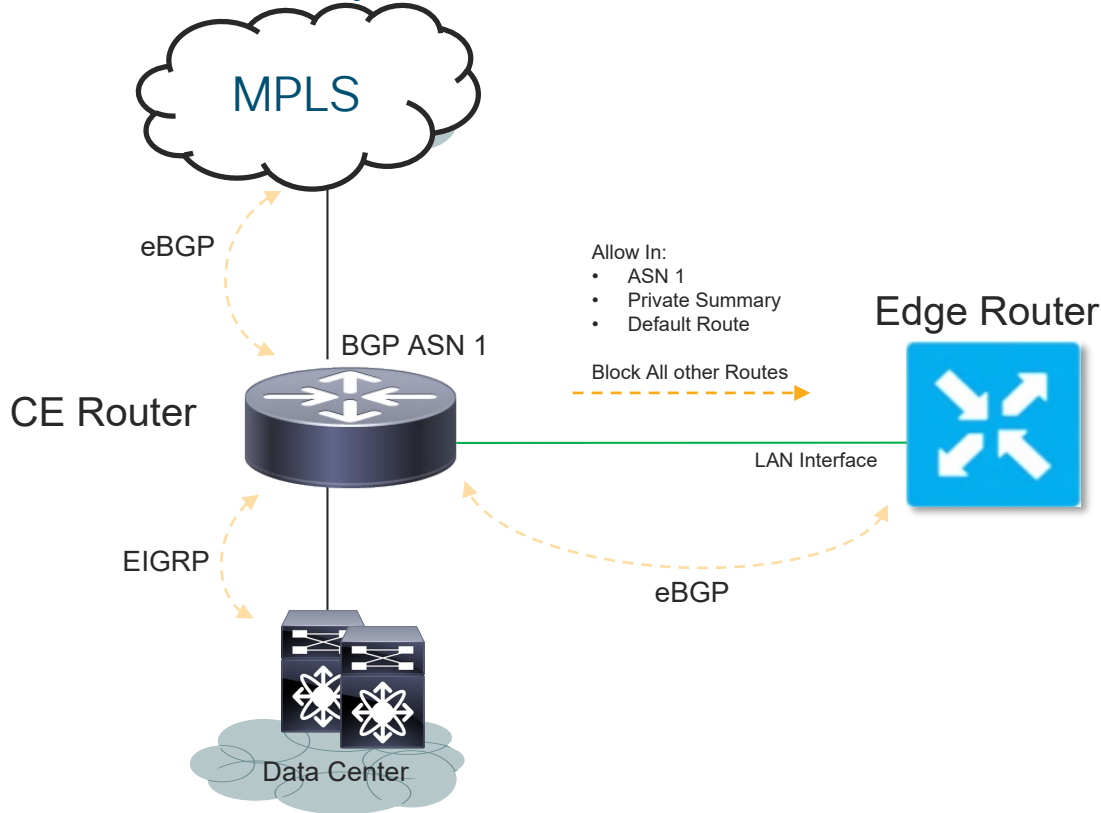 MPLS
eBGP
Allow In:
• ASN 1
• Private Summary
• Default Route
Edge Router
BGP ASN 1
Block All other Routes
CE Router
LAN Interface
EIGRP
eBGP
Data Center